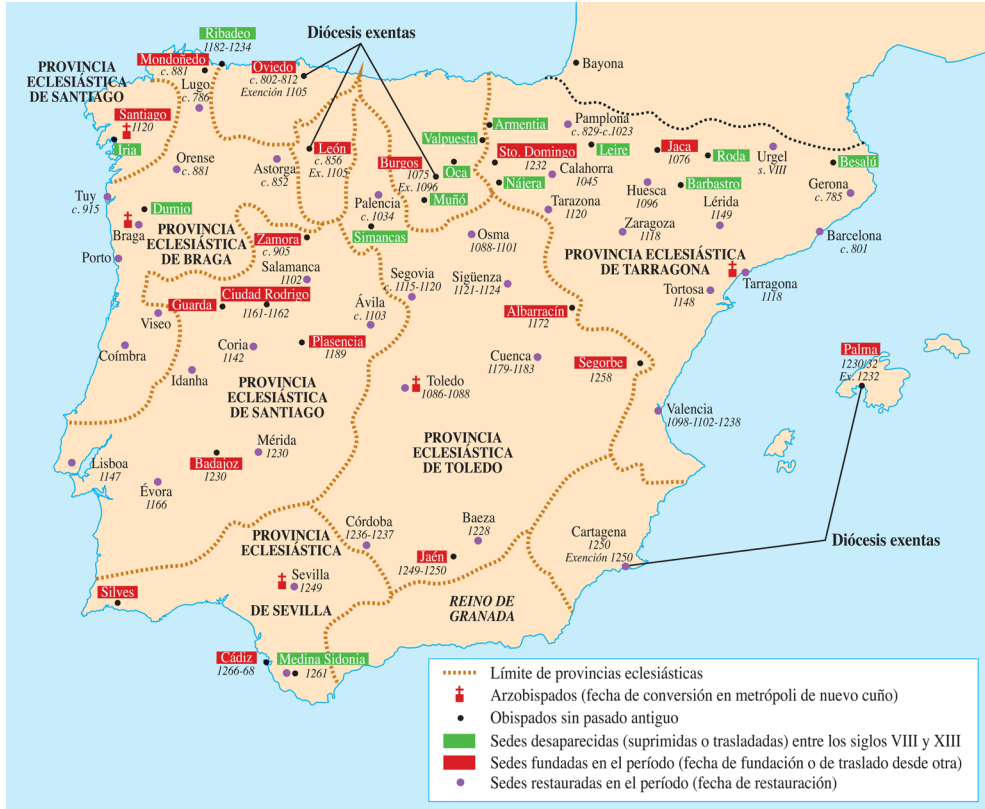 Ribadeo
1182-1234
Diócesis exentas
Mondoñedo
c. 881
Oviedo
c. 802-812
Exención 1105
Bayona
PROVINCIA
ECLESIÁSTICA
DE SANTIAGO
Lugo
c. 786
Santiago
1120
Iria
Orense
c. 881
Astorga
c. 852
León
c. 856
Ex. 1105
Burgos
1075
Ex. 1096
Valpuesta
Armentia
Oca
Muñó
Sto. Domingo
1232
Nájera
Calahorra
1045
Pamplona
c. 829-c.1023
Leire
Jaca
1076
Roda
Urgel
s. VIII
Besalú
Gerona
c. 785
Huesca
1096
Barbastro
Lérida
1149
Tuy
c. 915
Dumio
Braga
Porto
PROVINCIA
ECLESIÁSTICA
DE BRAGA
Palencia
c. 1034
Simancas
Zamora
c. 905
Salamanca
1102
Osma
1088-1101
Tarazona
1120
Zaragoza
1118
Barcelona
c. 801
PROVINCIA ECLESIÁSTICA
DE TARRAGONA
Tarragona
1118
Tortosa
1148
Segovia
c. 1115-1120
Sigüenza
1121-1124
Ávila
c. 1103
Guarda
Ciudad Rodrigo
1161-1162
Viseo
Coímbra
Idanha
Coria
1142
Plasencia
1189
Albarracín
1172
Cuenca
1179-1183
Segorbe
1258
Palma
1230/32
Ex. 1232
PROVINCIA
ECLESIÁSTICA
DE SANTIAGO
Toledo
1086-1088
Valencia
1098-1102-1238
PROVINCIA
ECLESIÁSTICA
DE TOLEDO
Lisboa
1147
Évora
1166
Badajoz
1230
Mérida
1230
Córdoba
1236-1237
Baeza
1228
Jaén
1249-1250
Cartagena
1250
Exención 1250
Diócesis exentas
PROVINCIA
ECLESIÁSTICA
Sevilla
1249
DE SEVILLA
REINO DE
GRANADA
Silves
Cádiz
1266-68
Medina Sidonia
1261
Límite de provincias eclesiásticas
Arzobispados (fecha de conversión en metrópoli de nuevo cuño)
Obispados sin pasado antiguo
Sedes desaparecidas (suprimidas o trasladadas) entre los siglos VIII y XIII
Sedes fundadas en el período (fecha de fundación o de traslado desde otra)
Sedes restauradas en el período (fecha de restauración)